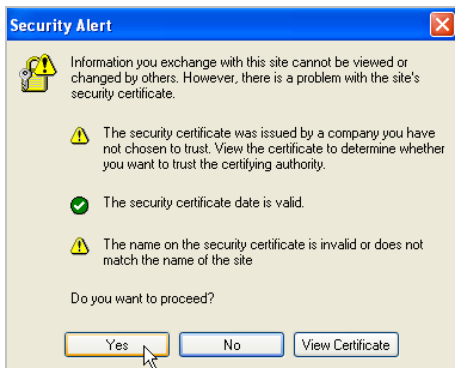 Security Alert
Information you exchange with this site cannot be viewed or
changed by others. However, there is a problem with the site's
security certificate.
The security certificate was issued by a company you have
not chosen to trust. View the certificate to determine whether
you want to trust the certifying authority.
The security certificate date is valid.
The name on the security certificate is invalid or does not
match the name of the site
Do you want to proceed?
Yes No View Certificate